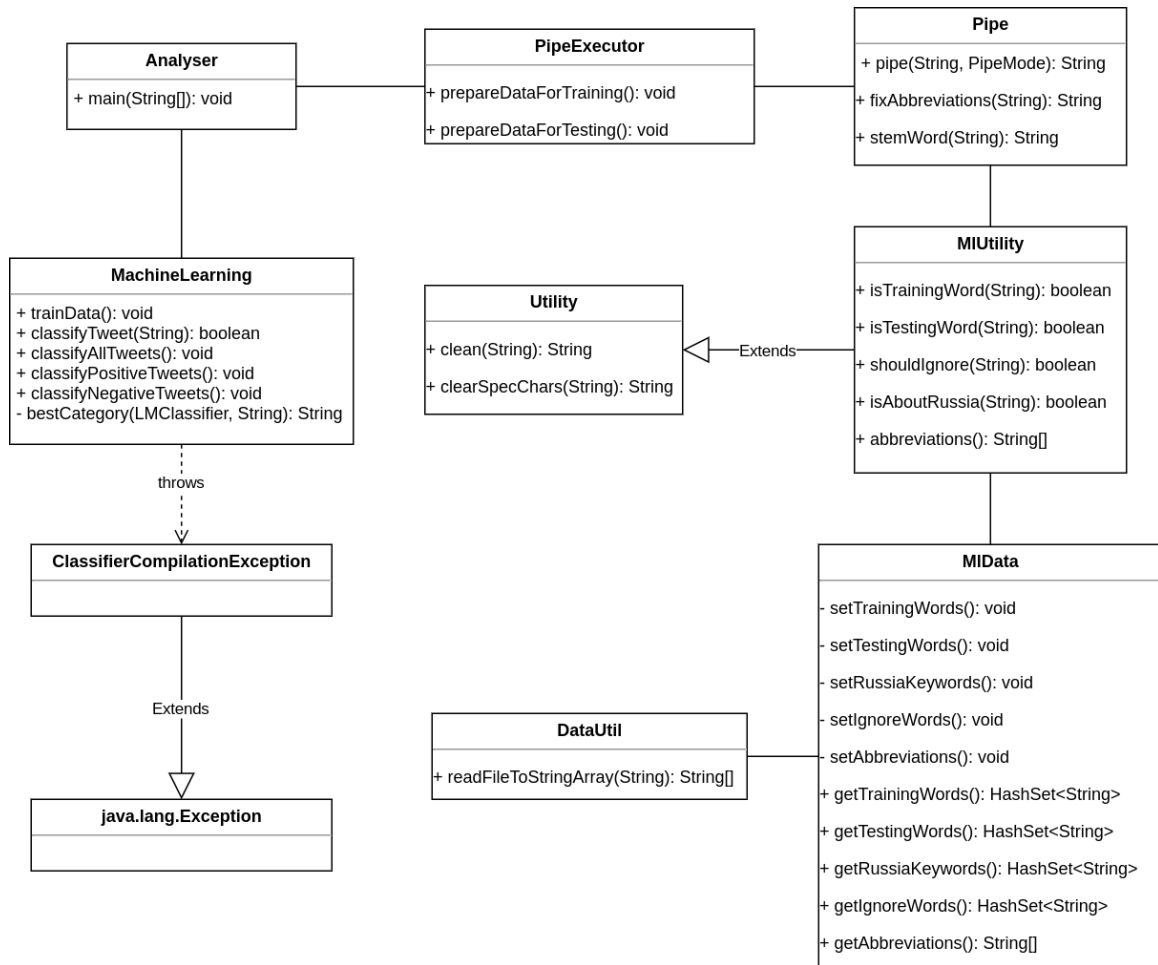 Analyser
+ main(String[]): void
PipeExecutor
+ prepareDataForTraining(): void
+ prepareDataForTesting(): void
Pipe
+ pipe(String, PipeMode): String
+ fixAbbreviations(String): String
+ stemWord(String): String
MachineLearning
+ trainData(): void
+ classifyTweet(String): boolean
+ classifyAllTweets(): void
+ classifyPositiveTweets(): void
+ classifyNegativeTweets(): void
- bestCategory(LMClassifier, String): String
Utility
+ clean(String): String
+ clearSpecChars(String): String
Extends
MIUtility
+ isTrainingWord(String): boolean
+ isTestingWord(String): boolean
+ shouldIgnore(String): boolean
+ isAboutRussia(String): boolean
+ abbreviations(): String[]
throws
ClassifierCompilationException
Extends
java.lang.Exception
DataUtil
+ readFileToStringArray(String): String[]
MIData
- setTrainingWords(): void
- setTestingWords(): void
- setRussiaKeywords(): void
- setIgnoreWords(): void
- setAbbreviations(): void
+ getTrainingWords(): HashSet<String>
+ getTestingWords(): HashSet<String>
+ getRussiaKeywords(): HashSet<String>
+ getIgnoreWords(): HashSet<String>
+ getAbbreviations(): String[]